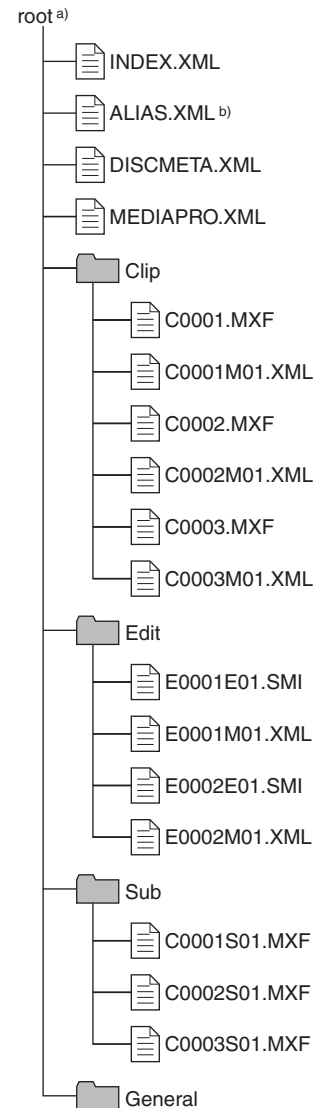 root a)
INDEX.XML
ALIAS.XML b)
DISCMETA.XML
MEDIAPRO.XML
Clip
C0001.MXF
C0001M01.XML
C0002.MXF
C0002M01.XML
C0003.MXF
C0003M01.XML
Edit
E0001E01.SMI
E0001M01.XML
E0002E01.SMI
E0002M01.XML
Sub
C0001S01.MXF
C0002S01.MXF
C0003S01.MXF
General